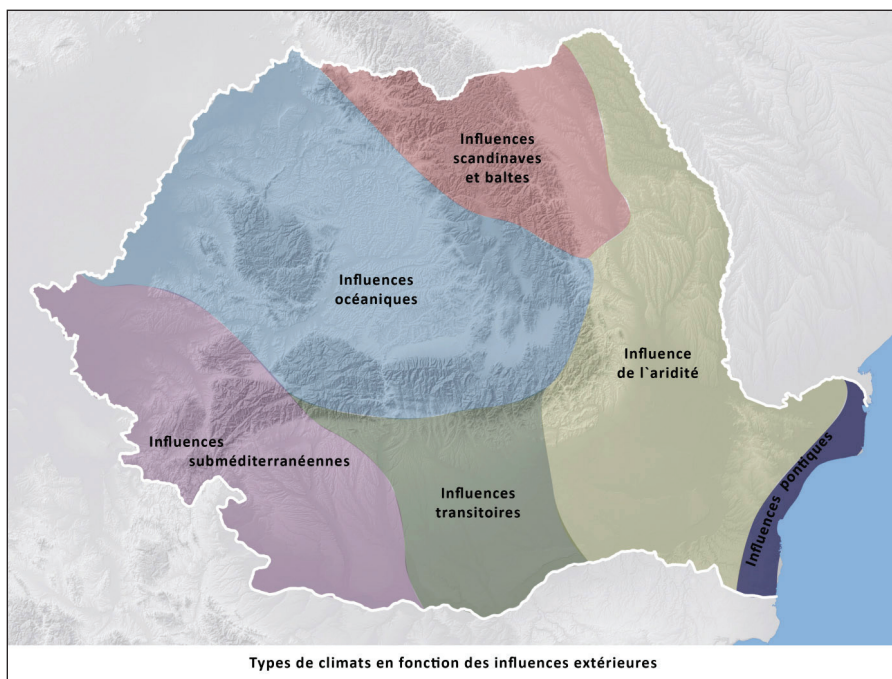 Influences
scandinaves
et baltes
Influences
océaniques
Influence
de l`aridité
Influences
subméditerranéennes
Influences pontiques
Influences
transitoires
Types de climats en fonction des influences extérieures